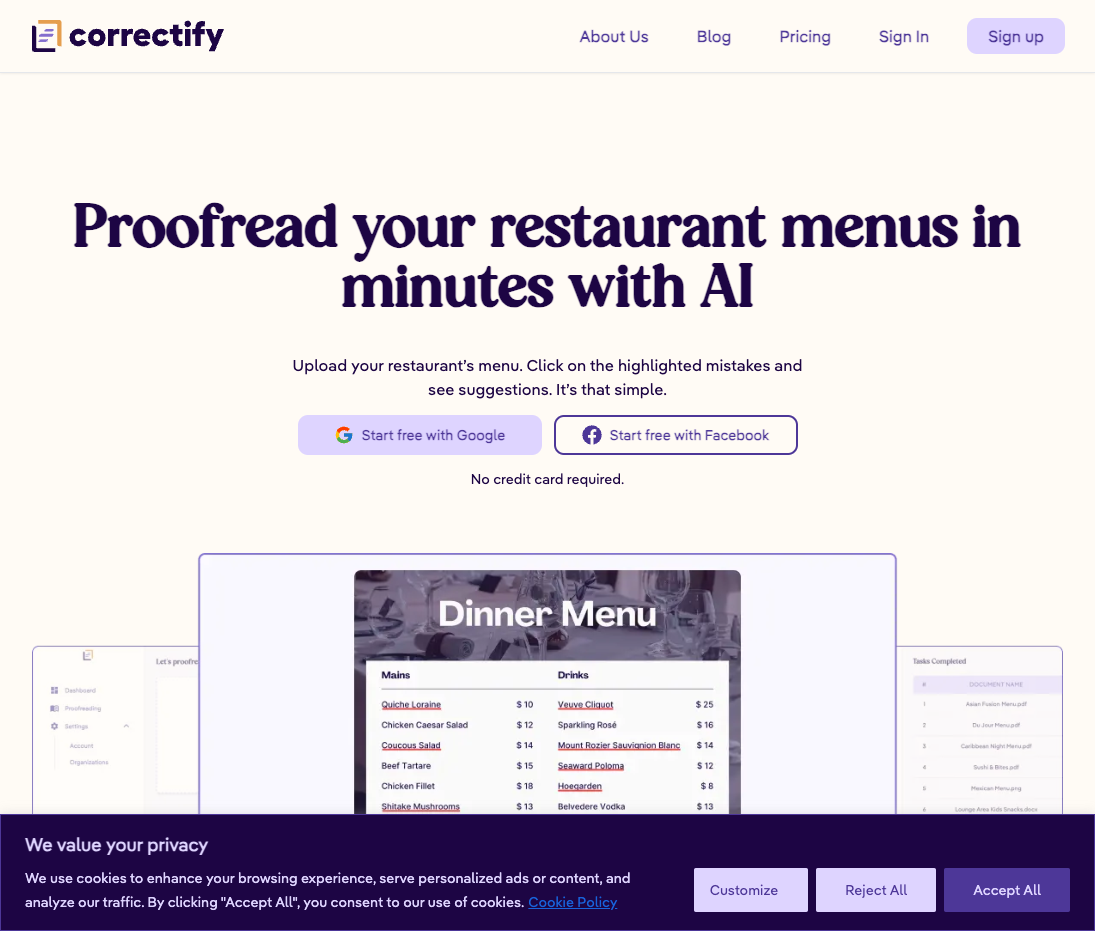 correctify
About Us Blog Pricing Sign In Sign up
Proofread your restaurant menus in
minutes with AI
Upload your restaurant’s menu. Click on the highlighted mistakes and
see suggestions. It’s that simple.
Start free with Google Start free with Facebook
No credit card required.
Dinner Menu
Mains Drinks
Quiche Loraine $ 10 Veuve Cliquot $ 25
Chicken Caesar Salad $ 12 Sparkling Rosé $ 16
Coucous Salad $ 14 Mount Rozier Sauvignion Blanc $ 14
Beef Tartare $ 15 Seaward Poloma $ 12
Chicken Fillet $ 18 Hoegarden $ 8
Shitake Mushrooms $ 13 Belvedere Vodka $ 13
Let's proofre
Dashboard
Proofreading
Settings
Account
Organizations
Tasks Completed
# DOCUMENT NAME
1 Asian Fusion Menu.pdf
2 Du Jour Menu.pdf
3 Caribbean Night Menu.pdf
4 Sushi & Bites.pdf
5 Mexican Menu.png
6 Lounge Area Kids Snacks.docx
We value your privacy
We use cookies to enhance your browsing experience, serve personalized ads or content, and
analyze our traffic. By clicking "Accept All", you consent to our use of cookies. Cookie Policy
Customize Reject All Accept All